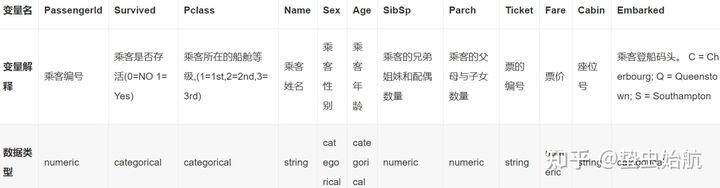 变量名 PassengerId Survived Pclass Name Sex Age SibSp Parch Ticket Fare Cabin Embarked
变量解释
乘客编号
乘客是否存活(0=NO 1=Yes)
乘客所在的船舱等级,(1=1st,2=2nd,3=3rd)
乘客姓名
乘客性别
乘客年龄
乘客的兄弟姐妹和配偶数量
乘客的父母与子女数量
票的编号
票价
座位号
乘客登船码头。 C = Cherbourg; Q = Queenstown; S = Southampton
数据类型
numeric
categorical
categorical
string
categorical
categorical
numeric
numeric
string
string
知乎 @蛰虫始航